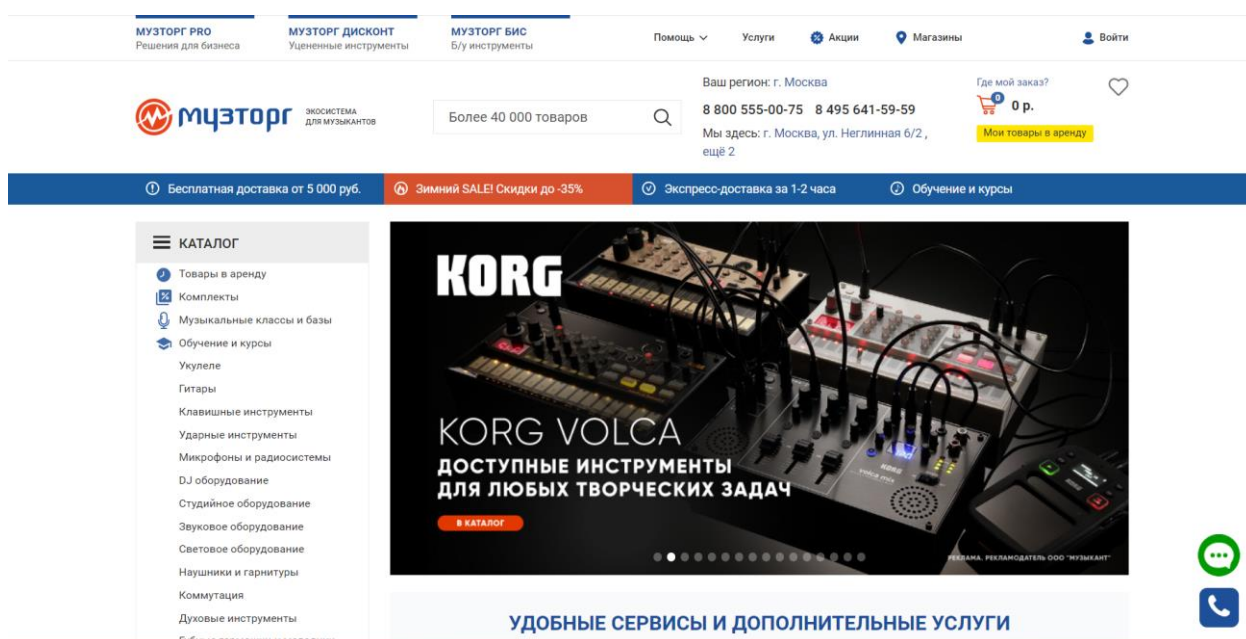 МУЗТОРГ PRO
Решения для бизнеса
МУЗТОРГ ДИСКОНТ
Уцененные инструменты
МУЗТОРГ БИС
Б/у инструменты
Помощь
Услуги
Акции
Магазины
Войти
музторг
ЭКОСИСТЕМА
ДЛЯ МУЗЫКАНТОВ
Более 40 000 товаров
Ваш регион: г. Москва
8 800 555-00-75 8 495 641-59-59
Мы здесь: г. Москва, ул. Неглинная 6/2 ,
ещё 2
Где мой заказ?
0
0 р.
Мои товары в аренду
Бесплатная доставка от 5 000 руб.
Зимний SALE! Скидки до -35%
Экспресс-доставка за 1-2 часа
Обучение и курсы
КАТАЛОГ
Товары в аренду
Комплекты
Музыкальные классы и базы
Обучение и курсы
Укулеле
Гитары
Клавишные инструменты
Ударные инструменты
Микрофоны и радиосистемы
DJ оборудование
Студийное оборудование
Звуковое оборудование
Световое оборудование
Наушники и гарнитуры
Коммутация
Духовые инструменты
KORG
KORG VOLCA
ДОСТУПНЫЕ ИНСТРУМЕНТЫ
ДЛЯ ЛЮБЫХ ТВОРЧЕСКИХ ЗАДАЧ
В КАТАЛОГ
KORG
volca mix
РЕКЛАМА. РЕКЛАМОДАТЕЛЬ ООО "МУЗЫКАНТ"
УДОБНЫЕ СЕРВИСЫ И ДОПОЛНИТЕЛЬНЫЕ УСЛУГИ